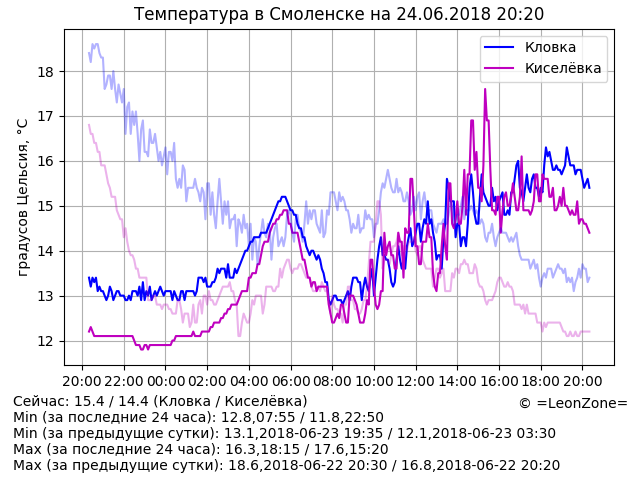 Температура в Смоленске на 24.06.2018 20:20
Кловка
Киселёвка
градусов Цельсия, °C
18
17
16
15
14
13
12
20:00 22:00 00:00 02:00 04:00 06:00 08:00 10:00 12:00 14:00 16:00 18:00 20:00
Сейчас: 15.4 / 14.4 (Кловка / Киселёвка)
© =LeonZone=
Min (за последние 24 часа): 12.8,07:55 / 11.8,22:50
Min (за предыдущие сутки): 13.1,2018-06-23 19:35 / 12.1,2018-06-23 03:30
Max (за последние 24 часа): 16.3,18:15 / 17.6,15:20
Max (за предыдущие сутки): 18.6,2018-06-22 20:30 / 16.8,2018-06-22 20:20